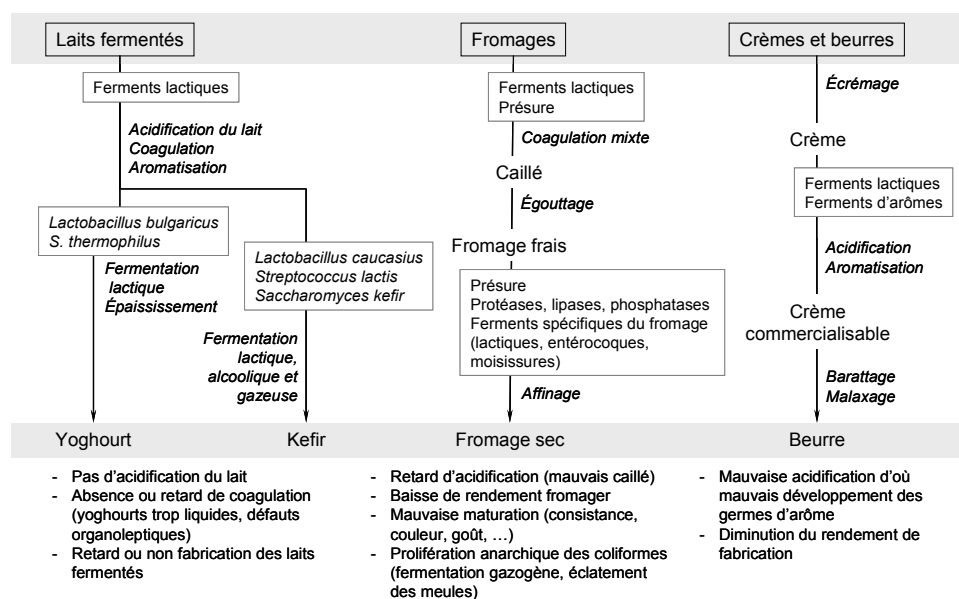 Laits fermentés
Ferments lactiques
Acidification du lait
Coagulation
Aromatisation
Lactobacillus bulgaricus
S. thermophilus
Fermentation
lactique
Épaississement
Lactobacillus caucasius
Streptococcus lactis
Saccharomyces kefir
Fermentation
lactique,
alcoolique et
gazeuse
Yoghourt
Kefir
- Pas d’acidification du lait
- Absence ou retard de coagulation
(yoghourts trop liquides, défauts
organoleptiques)
- Retard ou non fabrication des laits
fermentés
Fromages
Ferments lactiques
Présure
Coagulation mixte
Caillé
Égouttage
Fromage frais
Présure
Protéases, lipases, phosphatases
Ferments spécifiques du fromage
(lactiques, entérocoques,
moisissures)
Affinage
Fromage sec
- Retard d’acidification (mauvais caillé)
- Baisse de rendement fromager
- Mauvaise maturation (consistance,
couleur, goût, …)
- Prolifération anarchique des coliformes
(fermentation gazogène, éclatement
des meules)
Crèmes et beurres
Écrémage
Crème
Ferments lactiques
Ferments d’arômes
Acidification
Aromatisation
Crème
commercialisable
Barattage
Malaxage
Beurre
- Mauvaise acidification d’où
mauvais développement des
germes d’arôme
- Diminution du rendement de
fabrication